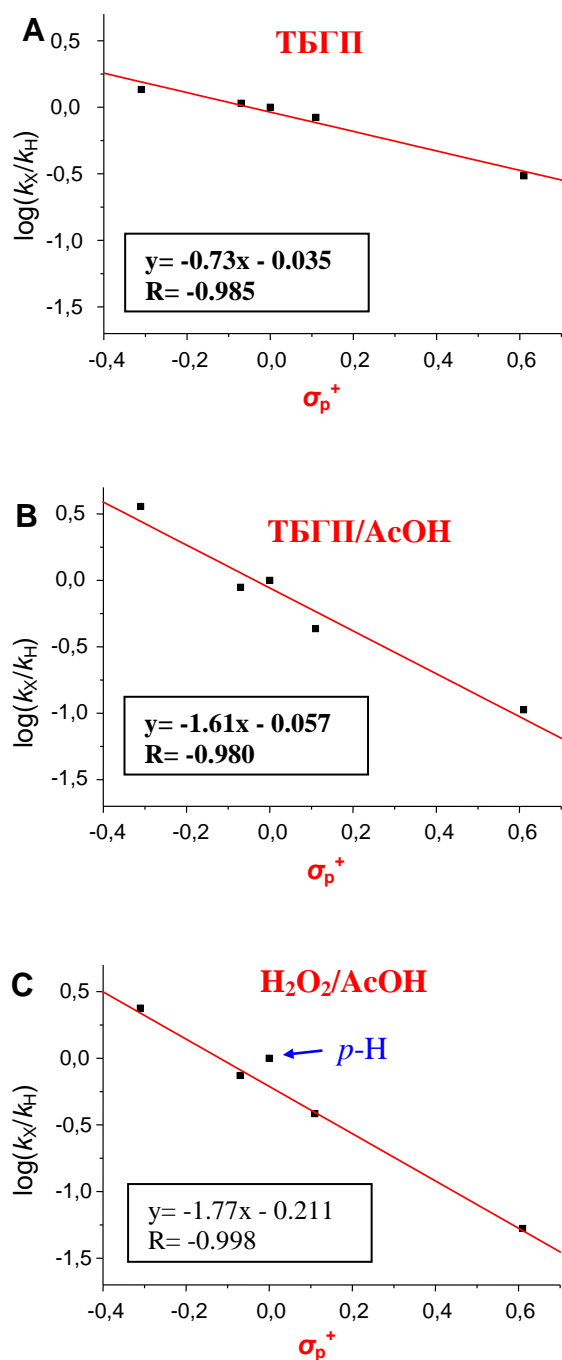 A
ТБГП
0,5
0,0
-0,5
-1,0
-1,5
log(kX/kH)
y= -0.73x - 0.035
R= -0.985
-0,4 -0,2 0,0 0,2 0,4 0,6
σp+
B
ТБГП/AcOH
0,5
0,0
-0,5
-1,0
-1,5
log(kX/kH)
y= -1.61x - 0.057
R= -0.980
-0,4 -0,2 0,0 0,2 0,4 0,6
σp+
C
H2O2/AcOH
0,5
p-H
0,0
-0,5
-1,0
-1,5
log(kX/kH)
y= -1.77x - 0.211
R= -0.998
-0,4 -0,2 0,0 0,2 0,4 0,6
σp+